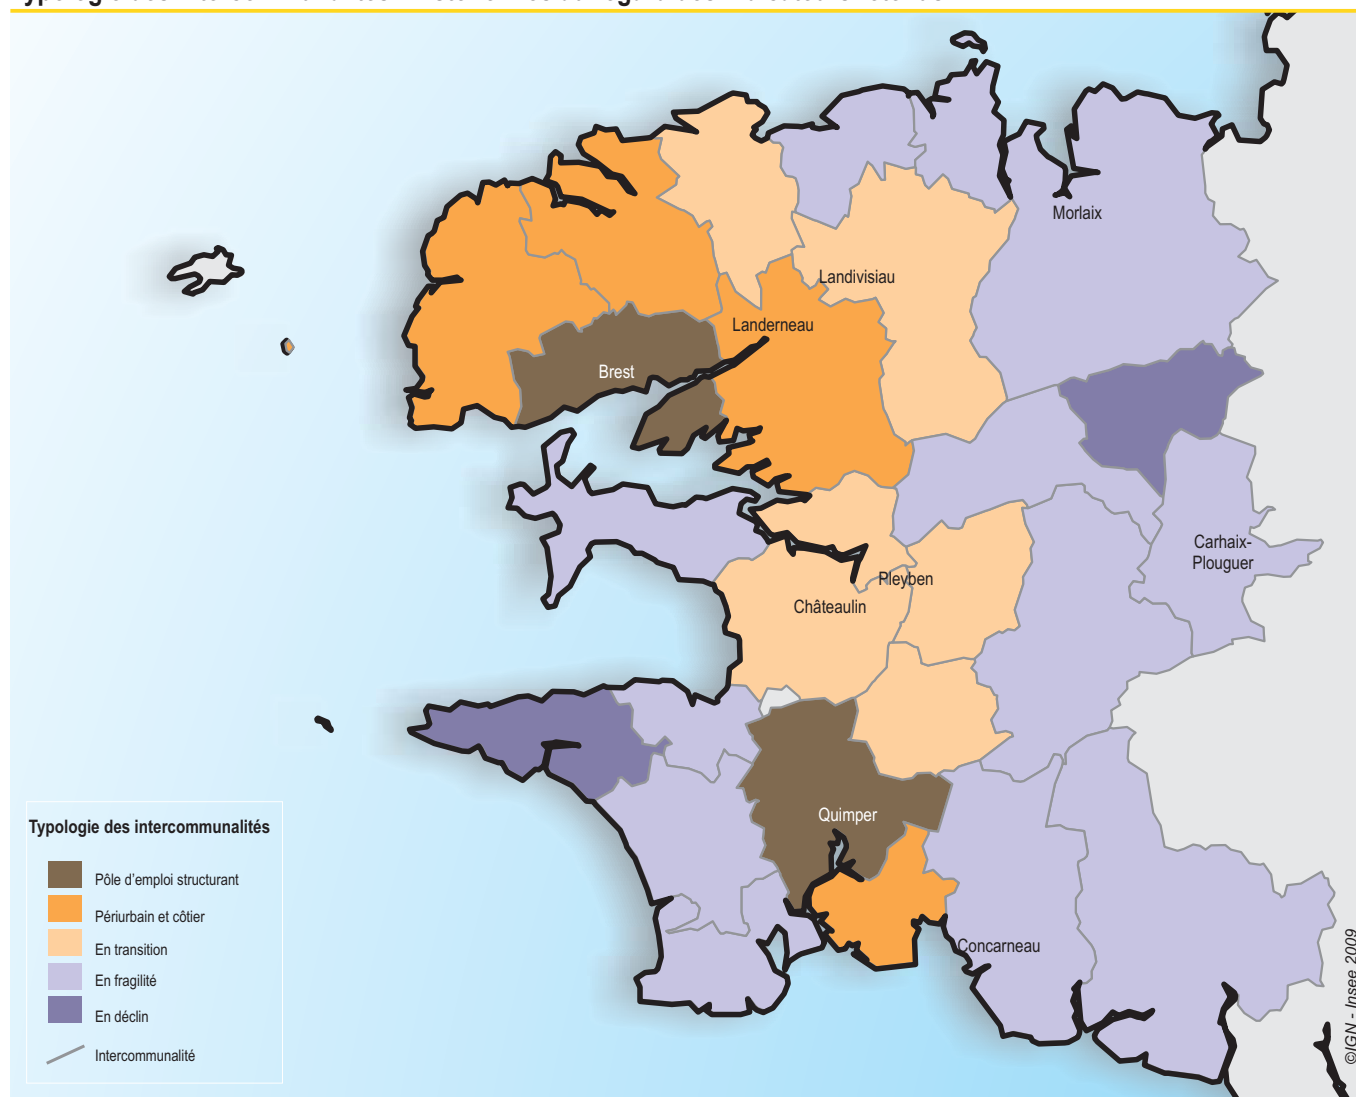 Morlaix
Landivisiau
Landerneau
Brest
Carhaix-
Plouguer
Pleyben
Châteaulin
Quimper
Concarneau
Typologie des intercommunalités
Pôle d'emploi structurant
Périurbain et côtier
En transition
En fragilité
En déclin
Intercommunalité
©IGN - Insee 2009